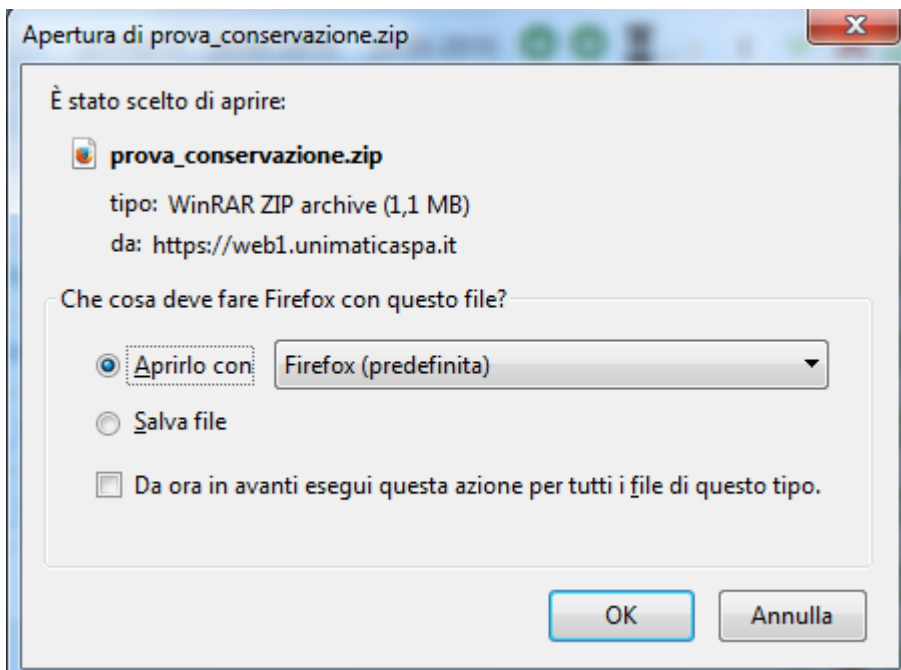 Apertura di prova_conservazione.zip
È stato scelto di aprire:
prova_conservazione.zip
tipo: WinRAR ZIP archive (1,1 MB)
da: https://web1.unimaticaspa.it
Che cosa deve fare Firefox con questo file?
Aprirlo con Firefox (predefinita)
Salva file
Da ora in avanti esegui questa azione per tutti i file di questo tipo.
OK Annulla